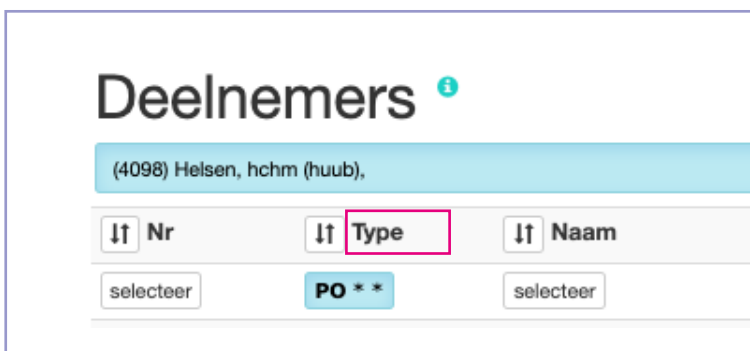 Deelnemers
(4098) Helsen, hchm (huub),
Nr Type Naam
selecteer PO * * selecteer